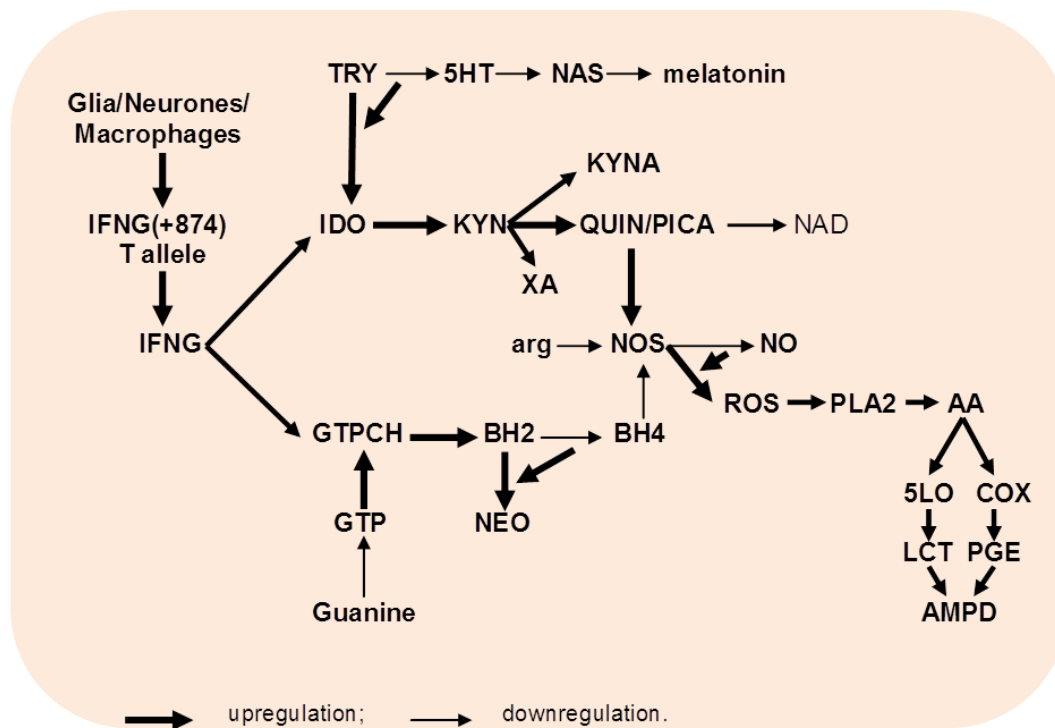 TRY 5HT NAS melatonin
Glia/Neurones/
Macrophages
KYNA
IFNG(+874)
T allele
IDO KYN QUIN/PICA NAD
XA
IFNG arg NOS NO
ROS PLA2 AA
GTPCH BH2 BH4
5LO COX
GTP NEO
LCT PGE
Guanine AMPD
upregulation; downregulation.